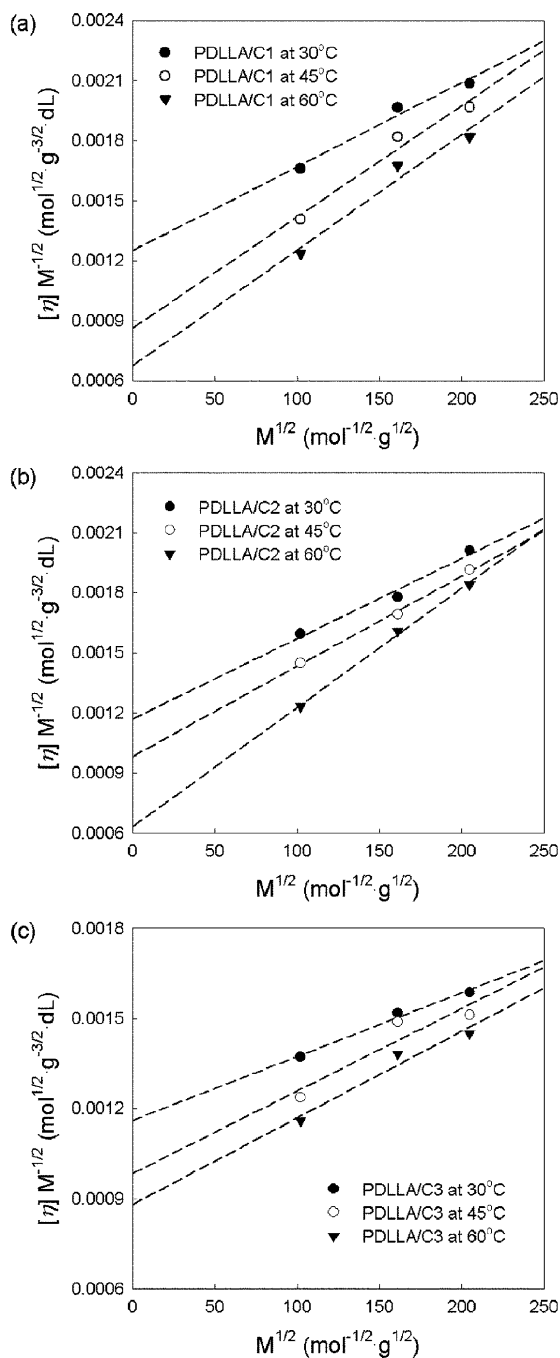 (a)
0.0024
0.0021
0.0018
0.0015
0.0012
0.0009
0.0006
[η] M^-1/2 (mol^1/2·g^-3/2·dL)
PDLLA/C1 at 30°C
PDLLA/C1 at 45°C
PDLLA/C1 at 60°C
0 50 100 150 200 250
M^1/2 (mol^-1/2·g^1/2)
(b)
0.0024
0.0021
0.0018
0.0015
0.0012
0.0009
0.0006
[η] M^-1/2 (mol^1/2·g^-3/2·dL)
PDLLA/C2 at 30°C
PDLLA/C2 at 45°C
PDLLA/C2 at 60°C
0 50 100 150 200 250
M^1/2 (mol^-1/2·g^1/2)
(c)
0.0018
0.0015
0.0012
0.0009
0.0006
[η] M^-1/2 (mol^1/2·g^-3/2·dL)
PDLLA/C3 at 30°C
PDLLA/C3 at 45°C
PDLLA/C3 at 60°C
0 50 100 150 200 250
M^1/2 (mol^-1/2·g^1/2)